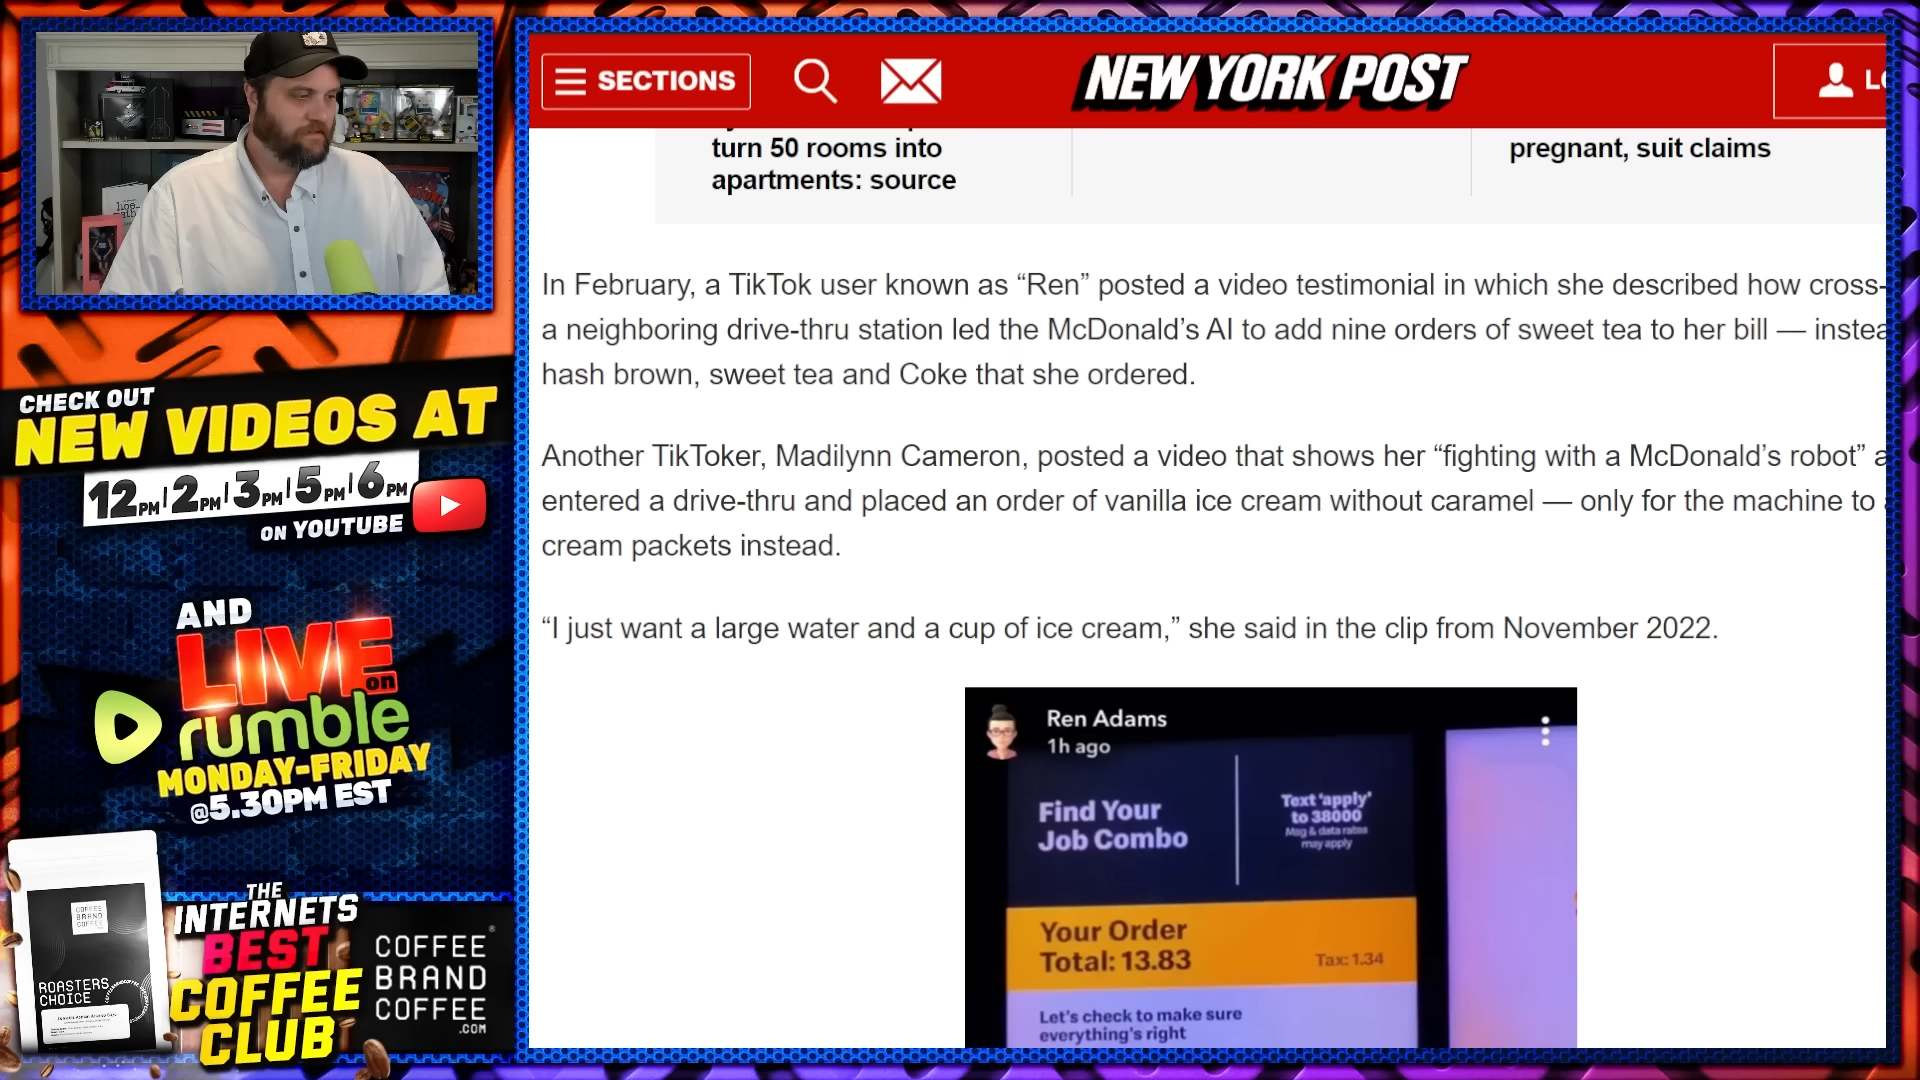 SECTIONS
NEW YORK POST
turn 50 rooms into
apartments: source
pregnant, suit claims
In February, a TikTok user known as “Ren” posted a video testimonial in which she described how cross-
a neighboring drive-thru station led the McDonald’s AI to add nine orders of sweet tea to her bill — instea
hash brown, sweet tea and Coke that she ordered.
Another TikToker, Madilynn Cameron, posted a video that shows her “fighting with a McDonald’s robot” a
entered a drive-thru and placed an order of vanilla ice cream without caramel — only for the machine to
cream packets instead.
“I just want a large water and a cup of ice cream,” she said in the clip from November 2022.
Ren Adams
1h ago
Find Your
Job Combo
Text 'apply'
to 38000
Msg & data rates
may apply
Your Order
Total: 13.83
Tax: 1.34
Let's check to make sure
everything's right
CHECK OUT
NEW VIDEOS AT
12PM | 2PM | 3PM | 5PM | 6PM
ON YOUTUBE
AND
LIVE
on
rumble
MONDAY-FRIDAY
@5.30PM EST
THE
INTERNETS
BEST
COFFEE
CLUB
COFFEE
BRAND
COFFEE
.COM
COFFEE
BRAND
COFFEE
ROASTERS
CHOICE